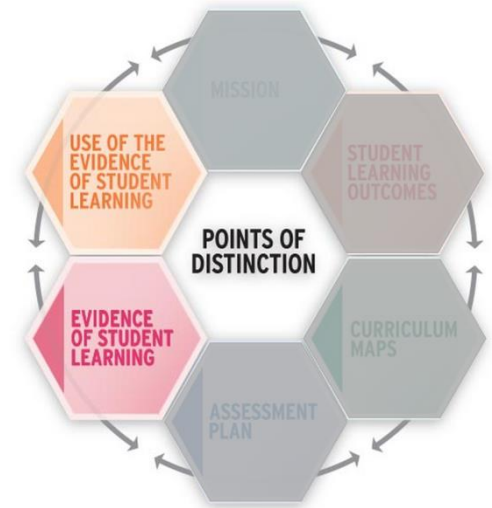 MISSION
STUDENT
LEARNING
OUTCOMES
CURRICULUM
MAPS
ASSESSMENT
PLAN
EVIDENCE
OF STUDENT
LEARNING
USE OF THE
EVIDENCE
OF STUDENT
LEARNING
POINTS OF
DISTINCTION